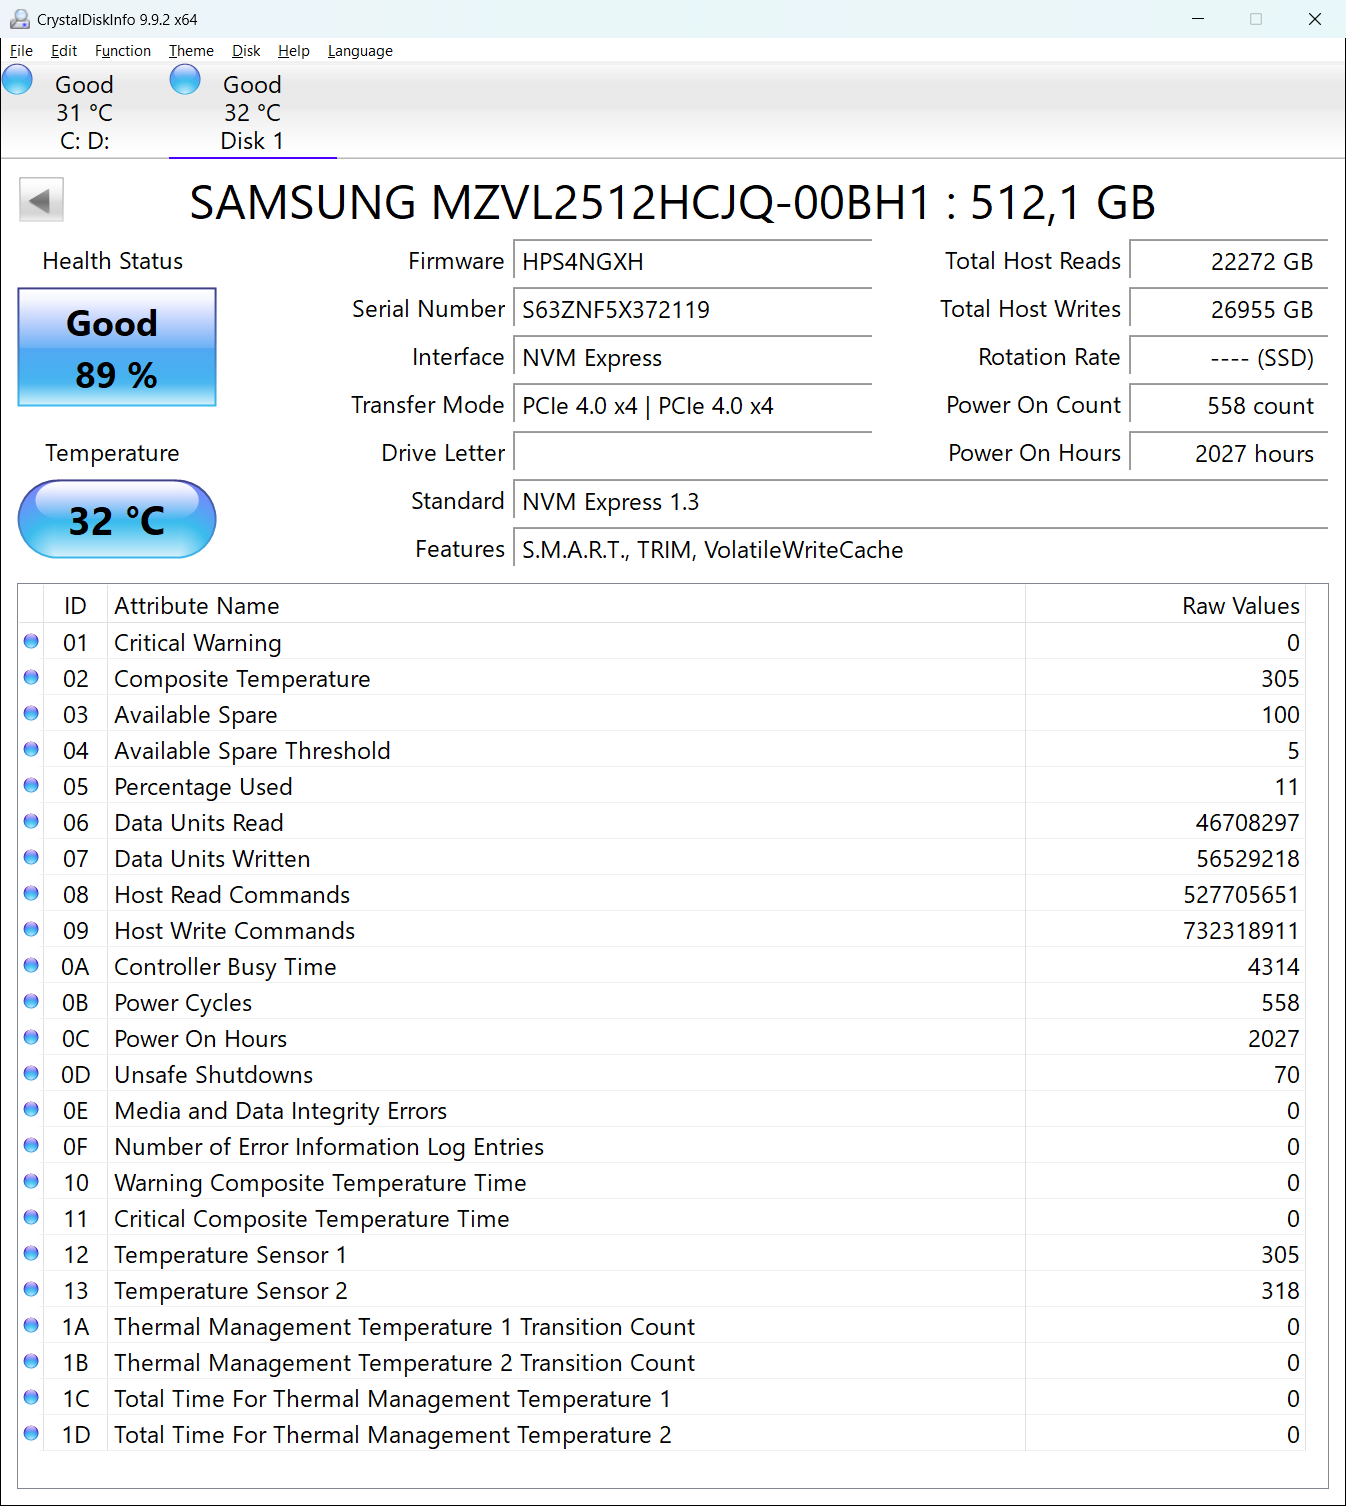 CrystalDiskInfo 9.9.2 x64
File Edit Function Theme Disk Help Language
Good
31 °C
C: D:
Good
32 °C
Disk 1
SAMSUNG MZVL2512HCJQ-00BH1 : 512,1 GB
Health Status
Good
89 %
Temperature
32 °C
Firmware HPS4NGXH
Serial Number S63ZNF5X372119
Interface NVM Express
Transfer Mode PCIe 4.0 x4 | PCIe 4.0 x4
Drive Letter
Standard NVM Express 1.3
Features S.M.A.R.T., TRIM, VolatileWriteCache
Total Host Reads 22272 GB
Total Host Writes 26955 GB
Rotation Rate ---- (SSD)
Power On Count 558 count
Power On Hours 2027 hours
ID Attribute Name Raw Values
01 Critical Warning 0
02 Composite Temperature 305
03 Available Spare 100
04 Available Spare Threshold 5
05 Percentage Used 11
06 Data Units Read 46708297
07 Data Units Written 56529218
08 Host Read Commands 527705651
09 Host Write Commands 732318911
0A Controller Busy Time 4314
0B Power Cycles 558
0C Power On Hours 2027
0D Unsafe Shutdowns 70
0E Media and Data Integrity Errors 0
0F Number of Error Information Log Entries 0
10 Warning Composite Temperature Time 0
11 Critical Composite Temperature Time 0
12 Temperature Sensor 1 305
13 Temperature Sensor 2 318
1A Thermal Management Temperature 1 Transition Count 0
1B Thermal Management Temperature 2 Transition Count 0
1C Total Time For Thermal Management Temperature 1 0
1D Total Time For Thermal Management Temperature 2 0